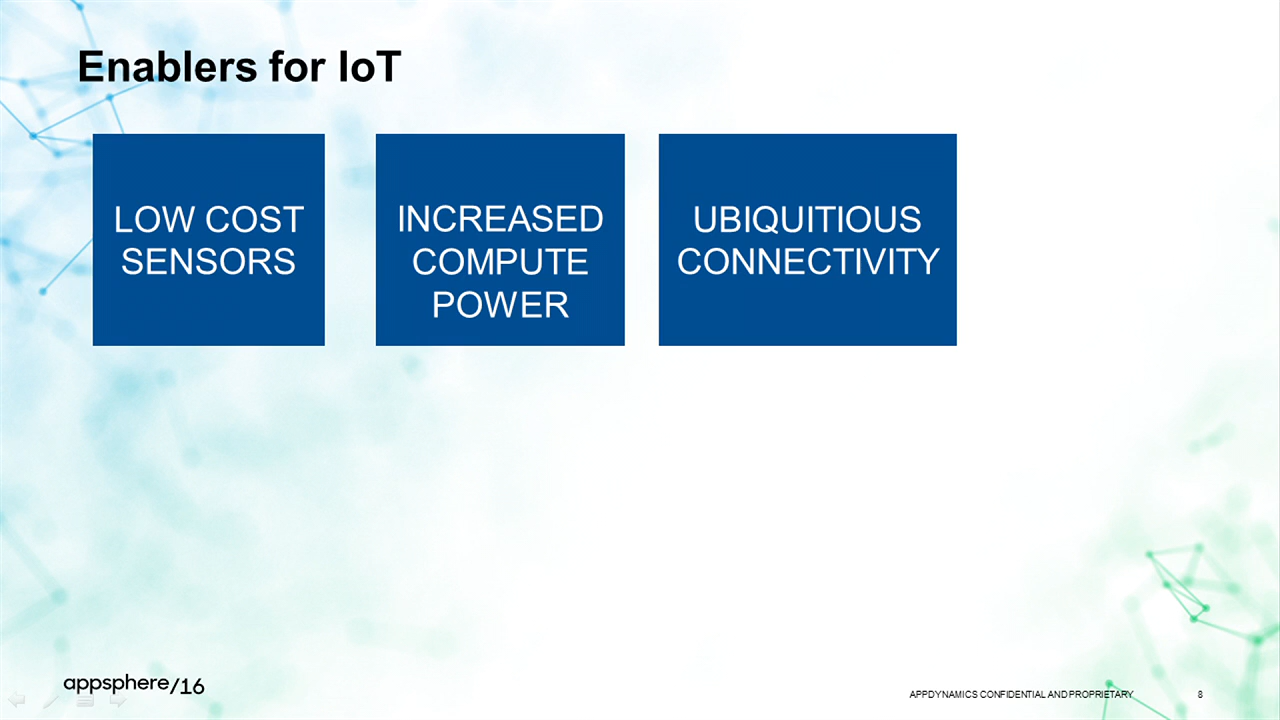 Enablers for IoT
LOW COST
SENSORS
INCREASED
COMPUTE
POWER
UBIQUITIOUS
CONNECTIVITY
appsphere/16
APPDYNAMICS CONFIDENTIAL AND PROPRIETARY
8